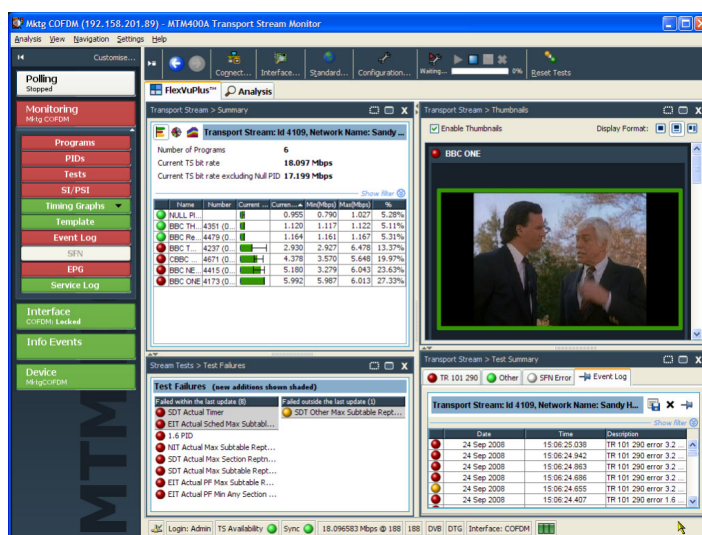 Mktg COFDM (192.158.201.89) - MTM400A Transport Stream Monitor
Analysis View Navigation Settings Help
Customise...
Connect... Interface... Standard... Configuration... Waiting... 0% Reset Tests
Polling
Stopped
Monitoring
Mktg COFDM
Programs
PIDs
Tests
SI/PSI
Timing Graphs
Template
Event Log
SFN
EPG
Service Log
Interface
COFDM: Locked
Info Events
Device
MktgCOFDM
MTM
FlexVuPlus™ Analysis
Transport Stream > Summary
Transport Stream: Id 4109, Network Name: Sandy ...
Number of Programs 6
Current TS bit rate 18.097 Mbps
Current TS bit rate excluding Null PID 17.199 Mbps
Show filter
Name Number Current ... Curren... Min(Mbps) Max(Mbps) %
NULL PI... 0.955 0.790 1.027 5.28%
BBC TH... 4351 (0... 1.120 1.117 1.122 5.11%
BBC Re... 4479 (0... 1.164 1.161 1.167 5.31%
BBC T... 4237 (0... 2.930 2.927 6.478 13.37%
CBBC ... 4671 (0... 4.378 3.570 5.648 19.97%
BBC NE... 4415 (0... 5.180 3.279 6.043 23.63%
BBC ONE 4173 (0... 5.992 5.987 6.013 27.33%
Transport Stream > Thumbnails
Enable Thumbnails Display Format:
BBC ONE
Stream Tests > Test Failures
Test Failures (new additions shown shaded)
Failed within the last update (8)
SDT Actual Timer
EIT Actual Sched Max Subtabl...
1.6 PID
NIT Actual Max Subtable Rept...
SDT Actual Max Section Reptn...
SDT Actual Max Subtable Rept...
EIT Actual PF Max Subtable R...
EIT Actual PF Min Any Section ...
Failed outside the last update (1)
SDT Other Max Subtable Rept...
Transport Stream > Test Summary
TR 101 290 Other SFN Error Event Log
Transport Stream: Id 4109, Network Name: Sandy H...
Show filter
Date Time Description
24 Sep 2008 15:06:25.038 TR 101 290 error 3.2 ...
24 Sep 2008 15:06:24.942 TR 101 290 error 3.2 ...
24 Sep 2008 15:06:24.863 TR 101 290 error 3.2 ...
24 Sep 2008 15:06:24.686 TR 101 290 error 3.2 ...
24 Sep 2008 15:06:24.655 TR 101 290 error 3.2 ...
24 Sep 2008 15:06:24.407 TR 101 290 error 1.6 ...
Login: Admin TS Availability Sync 18.096583 Mbps @ 188 188 DVB DTG Interface: COFDM